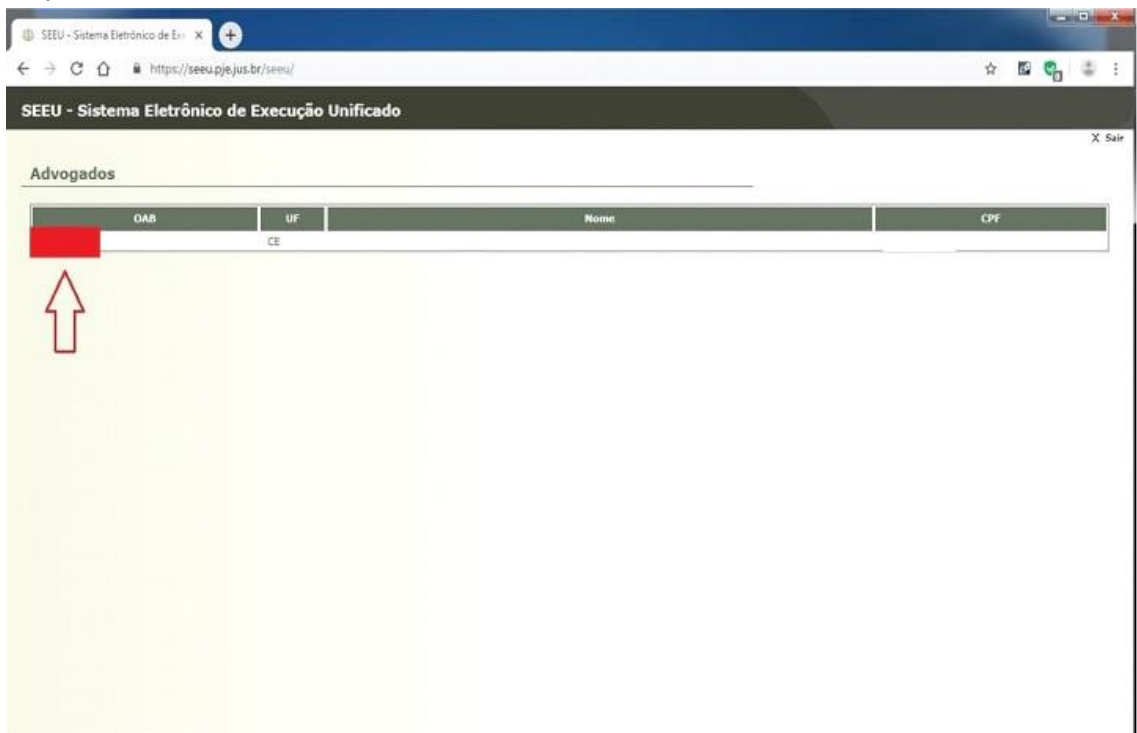 SEEU - Sistema Eletrônico de Ex
https://seeu.pje.jus.br/seeu/
SEEU - Sistema Eletrônico de Execução Unificado
X Sair
Advogados
OAB UF Nome CPF
CE